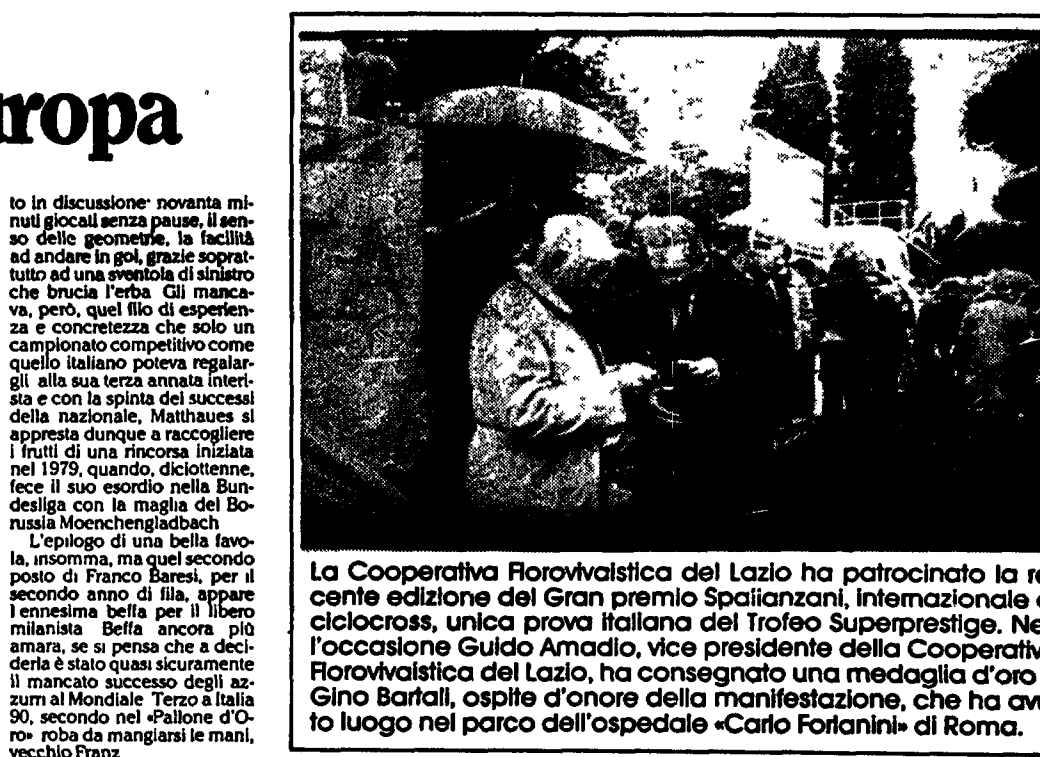 ropa
to in discussione· novanta mi-
nuti giocati senza pause, il sen-
so delle geometrie, la facilità
ad andare in gol, grazie soprat-
tutto ad una sventola di sinistro
che brucia l'erba Gli manca-
va, però, quel filo di esperien-
za e concretezza che solo un
campionato competitivo come
quello italiano poteva regalar-
gli alla sua terza annata interi-
sta e con la spinta dei successi
della nazionale, Matthaues si
appresta dunque a raccogliere
i frutti di una rincorsa iniziata
nel 1979, quando, diciottenne,
fece il suo esordio nella Bun-
desliga con la maglia del Bo-
russia Moenchengladbach
L'epilogo di una bella favo-
la, insomma, ma quel secondo
posto di Franco Baresi, per il
secondo anno di fila, appare
l ennesima beffa per il libero
milanista Beffa ancora più
amara, se si pensa che a deci-
derla è stato quasi sicuramente
il mancato successo degli az-
zurri al Mondiale Terzo a Italia
90, secondo nel «Pallone d'O-
ro» roba da mangiarsi le mani,
vecchio Franz
La Cooperativa Florovivaistica del Lazio ha patrocinato la re
cente edizione del Gran premio Spallanzani, internazionale
ciclocross, unica prova italiana del Trofeo Superprestige. Ne
l'occasione Guido Amadio, vice presidente della Cooperativ
Florovivaistica del Lazio, ha consegnato una medaglia d'oro
Gino Bartali, ospite d'onore della manifestazione, che ha avu
to luogo nel parco dell'ospedale «Carlo Forlanini» di Roma.